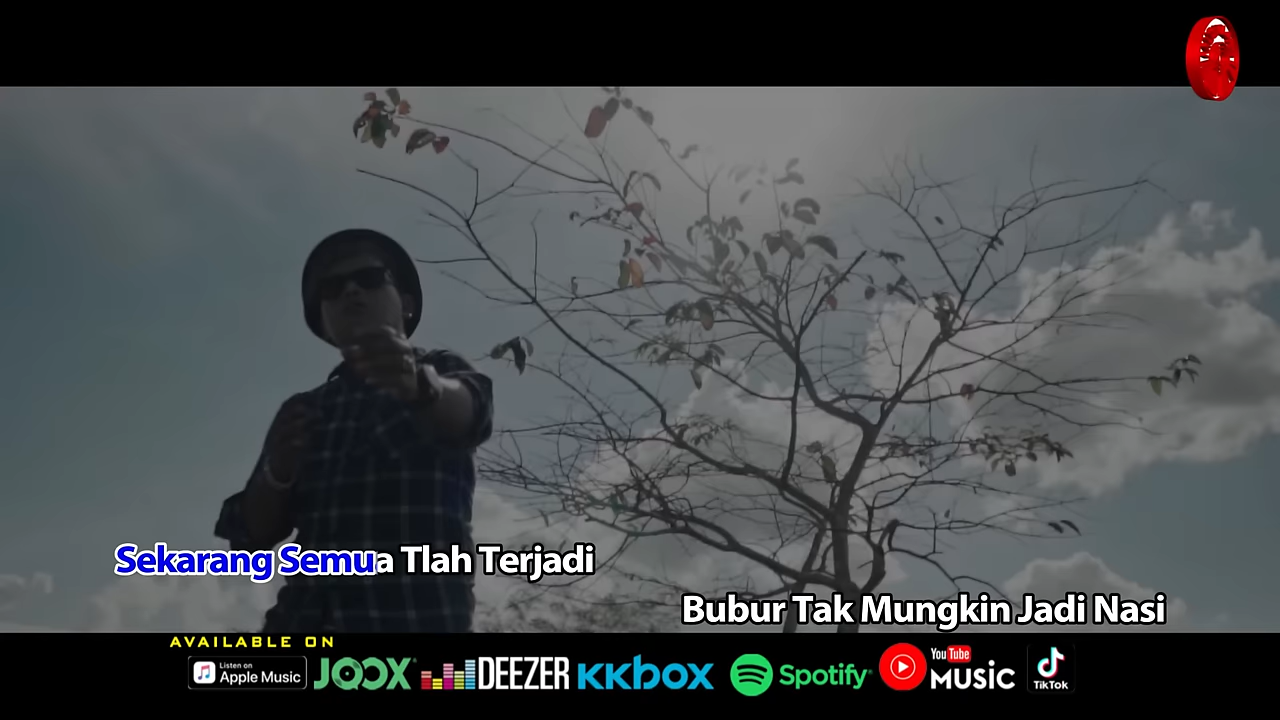 Sekarang Semua Tlah Terjadi
Bubur Tak Mungkin Jadi Nasi
AVAILABLE ON
Listen on
Apple Music
JOOX
DEEZER
KKBOX
Spotify
YouTube
MUSIC
TikTok